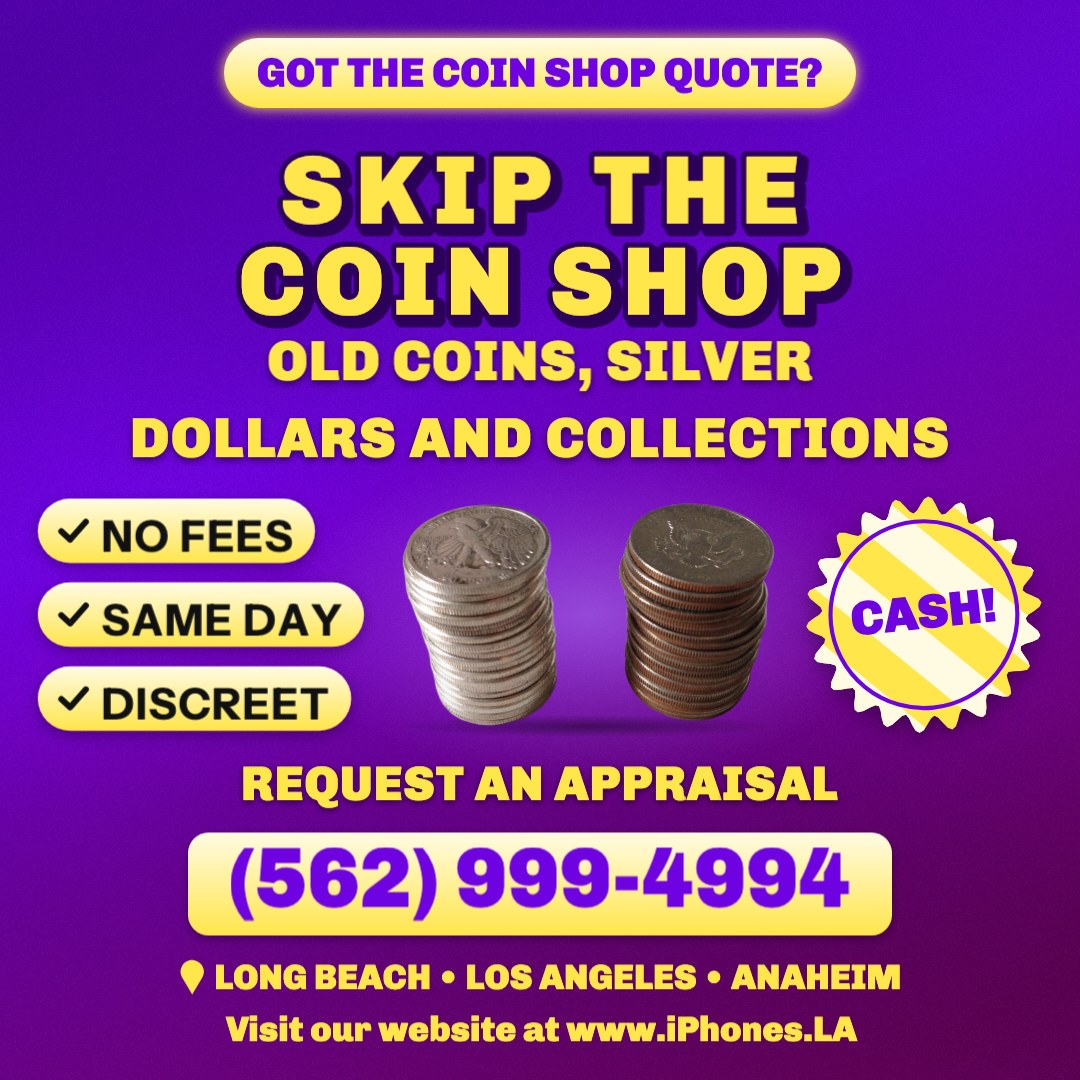 GOT THE COIN SHOP QUOTE?
SKIP THE
COIN SHOP
OLD COINS, SILVER
DOLLARS AND COLLECTIONS
NO FEES
SAME DAY
DISCREET
CASH!
REQUEST AN APPRAISAL
(562) 999-4994
LONG BEACH • LOS ANGELES • ANAHEIM
Visit our website at www.iPhones.LA